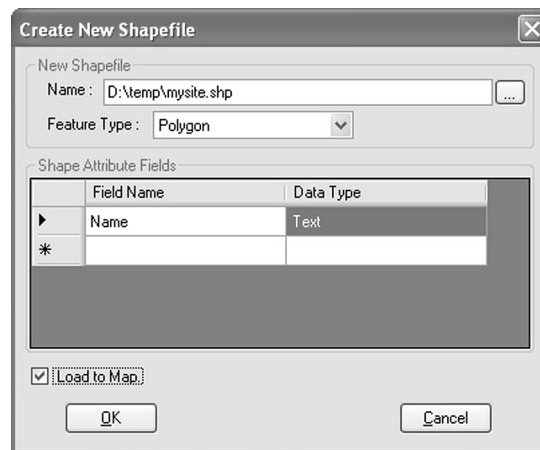 Create New Shapefile
New Shapefile
Name : D:\temp\mysite.shp ...
Feature Type : Polygon
Shape Attribute Fields
Field Name Data Type
Name Text
*
Load to Map.
OK Cancel